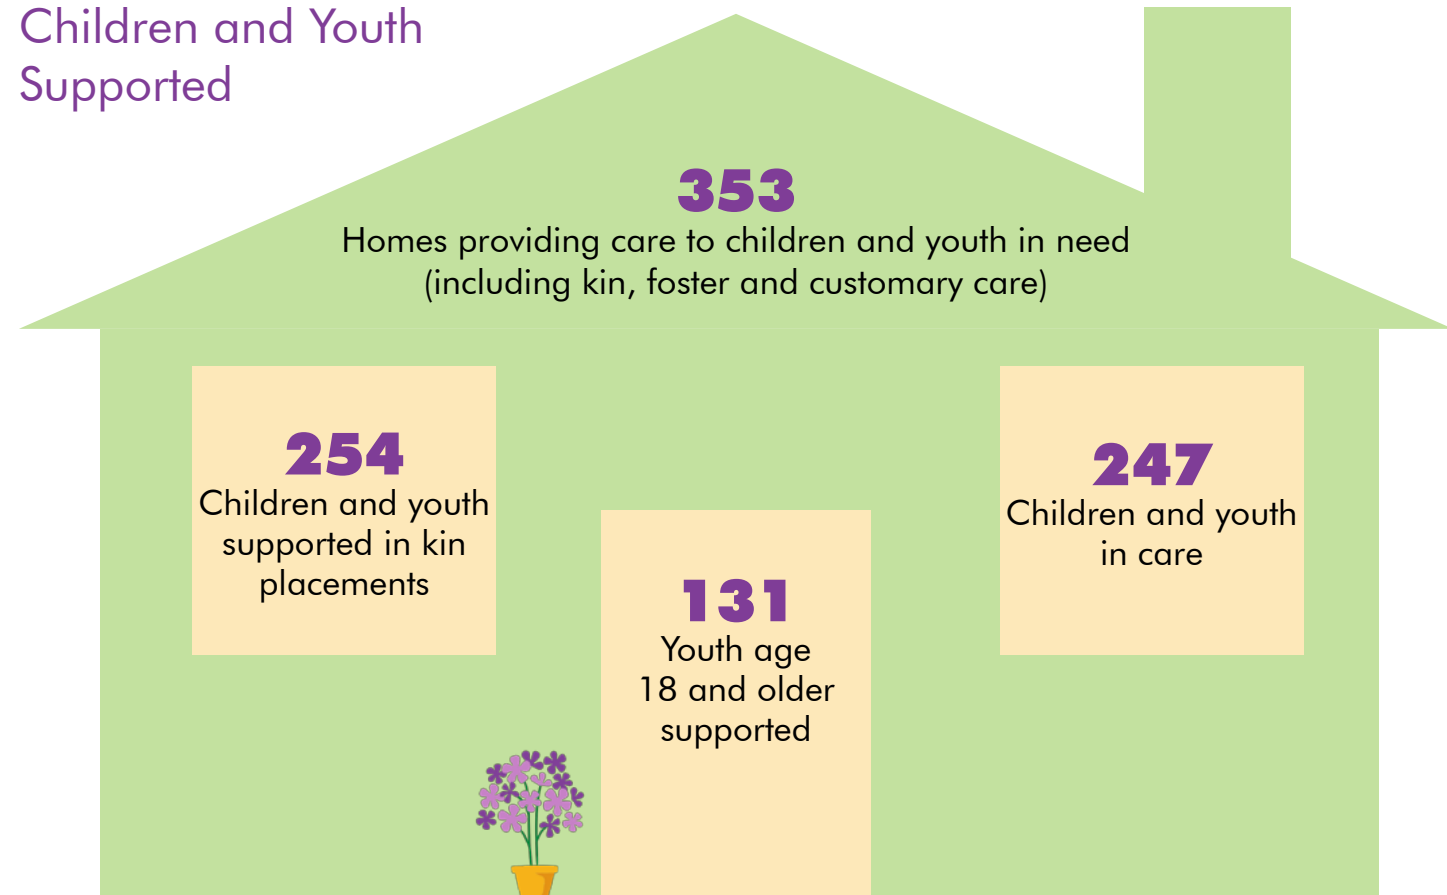 Children and Youth
Supported
353
Homes providing care to children and youth in need
(including kin, foster and customary care)
254
Children and youth
supported in kin
placements
131
Youth age
18 and older
supported
247
Children and youth
in care